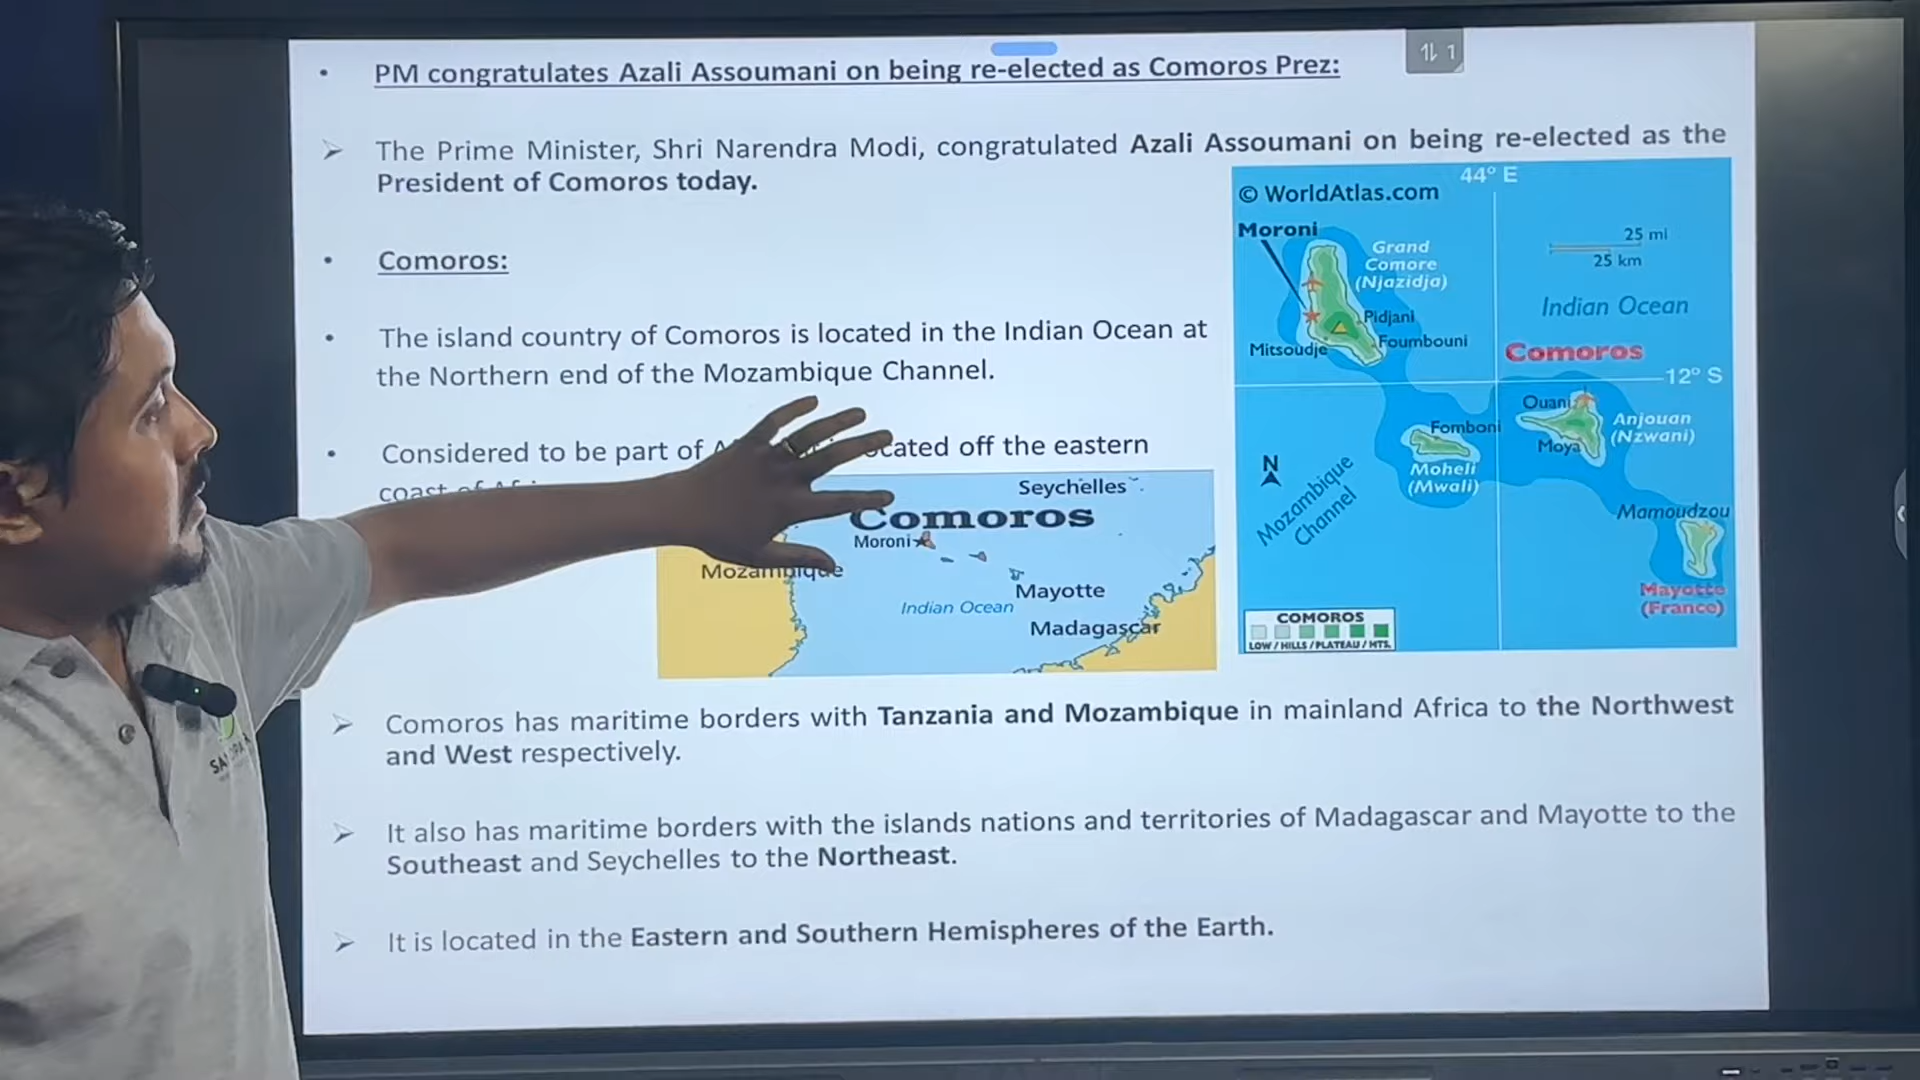 PM congratulates Azali Assoumani on being re-elected as Comoros Prez:
1
The Prime Minister, Shri Narendra Modi, congratulated Azali Assoumani on being re-elected as the
President of Comoros today.
Comoros:
The island country of Comoros is located in the Indian Ocean at
the Northern end of the Mozambique Channel.
Considered to be part of
located off the eastern
coast of
© WorldAtlas.com
44° E
Moroni
Grand
Comore
(Njazidja)
25 mi
25 km
Indian Ocean
Pidjani
Foumbouni
Mitsoudje
Comoros
12° S
Ouani
Anjouan
(Nzwani)
Moya
Fomboni
Moheli
(Mwali)
N
Mozambique
Channel
Mamoudzou
Mayotte
(France)
COMOROS
LOW / HILLS / PLATEAU / MTS.
Seychelles
Comoros
Moroni
Mozambique
Mayotte
Indian Ocean
Madagascar
Comoros has maritime borders with Tanzania and Mozambique in mainland Africa to the Northwest
and West respectively.
It also has maritime borders with the islands nations and territories of Madagascar and Mayotte to the
Southeast and Seychelles to the Northeast.
It is located in the Eastern and Southern Hemispheres of the Earth.